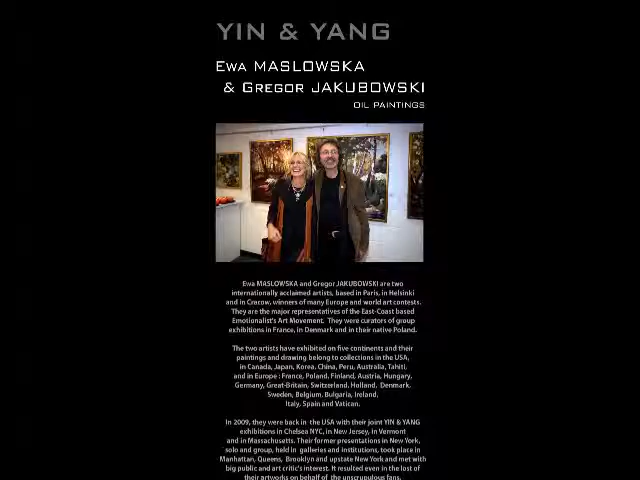 YIN & YANG
Ewa MASLOWSKA
& Gregor JAKUBOWSKI
OIL PAINTINGS
Ewa MASLOWSKA and Gregor JAKUBOWSKI are two
internationally acclaimed artists, based in Paris, in Helsinki
and in Cracow, winners of many Europe and world art contests.
They are the major representatives of the East-Coast based
Emotionalist's Art Movement. They were curators of group
exhibitions in France, in Denmark and in their native Poland.
The two artists have exhibited on five continents and their
paintings and drawing belong to collections in the USA,
in Canada, Japan, Korea, China, Peru, Australia, Tahiti,
and in Europe : France, Poland, Finland, Austria, Hungary,
Germany, Great-Britain, Switzerland, Holland, Denmark,
Sweden, Belgium, Bulgaria, Ireland,
Italy, Spain and Vatican.
In 2009, they were back in the USA with their joint YIN & YANG
exhibitions in Chelsea NYC, in New Jersey, in Vermont
and in Massachusetts. Their former presentations in New York,
solo and group, held in galleries and institutions, took place in
Manhattan, Queens, Brooklyn and upstate New York and met with
big public and art critic's interest. It resulted even in the lost of
their artworks on behalf of the unscrupulous fans.